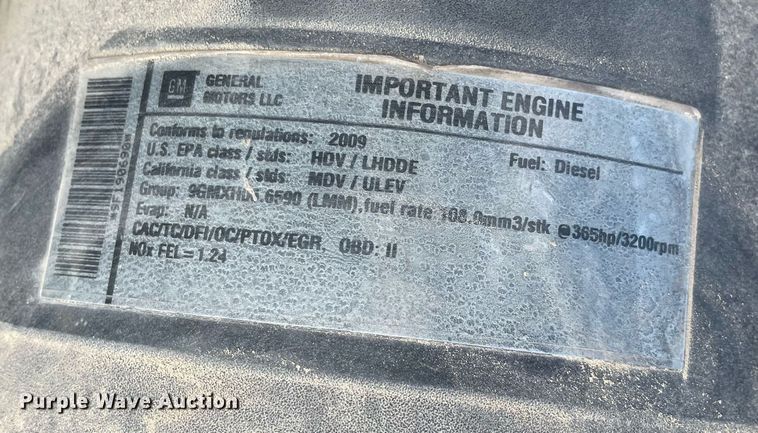 GM GENERAL MOTORS LLC
IMPORTANT ENGINE INFORMATION
Conforms to regulations: 2009 Fuel: Diesel
U.S. EPA class / stds: HDV / LHDDE
California class / stds: MDV / ULEV
Group: 6590 (LMM), fuel rate 108.0mm3/stk @365hp/3200rpm
Evap: N/A
CAC/TC/DFI/OC/PTOX/EGR, OBD: II
NOx FEL=1.24
Purple Wave Auction